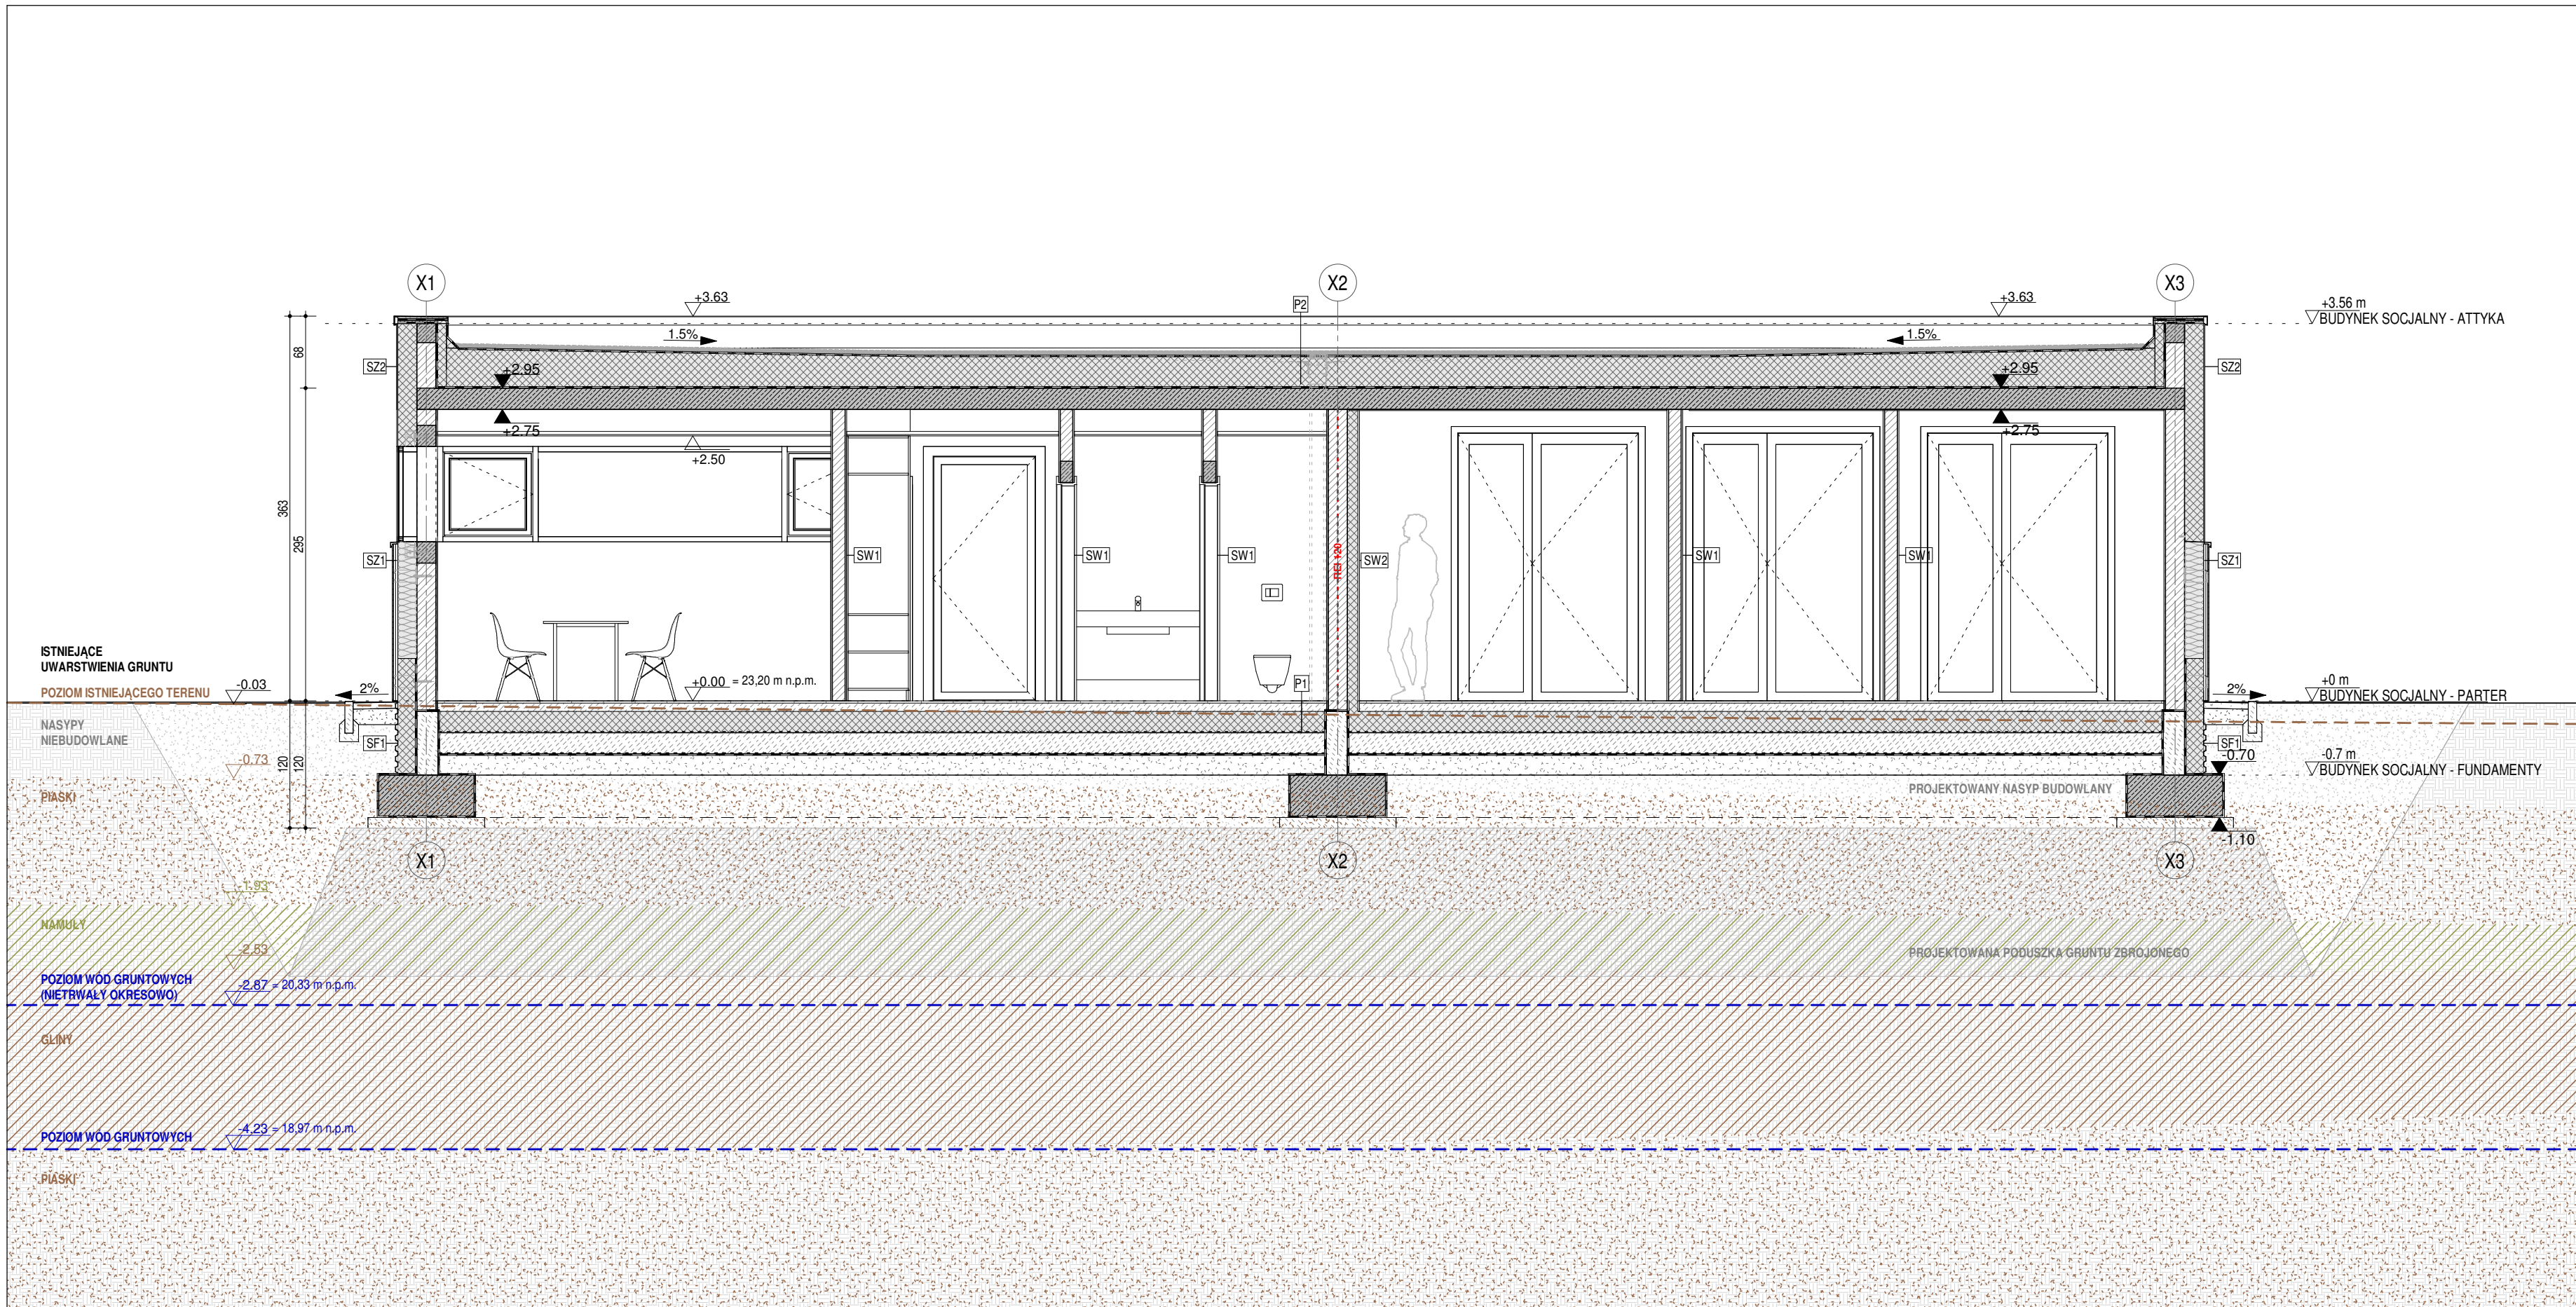 X1
X2
X3
+3.63
P2
+3.63
+3.56 m
BUDYNEK SOCJALNY - ATTYKA
1.5%
1.5%
68
SZ2
+2.95
+2.95
SZ2
+2.75
+2.75
+2.50
363
295
SZ1
SW1
SW1
SW1
REI 120
SW2
SW1
SW1
SZ1
ISTNIEJĄCE
UWARSTWIENIA GRUNTU
POZIOM ISTNIEJĄCEGO TERENU
-0.03
2%
+0.00 = 23,20 m n.p.m.
P1
2%
+0 m
BUDYNEK SOCJALNY - PARTER
NASYPY
NIEBUDOWLANE
SF1
SF1
-0.73
120
120
-0.70
-0.7 m
BUDYNEK SOCJALNY - FUNDAMENTY
PIASKI
PROJEKTOWANY NASYP BUDOWLANY
-1.10
X1
X2
X3
-1.93
NAMUŁY
-2.53
PROJEKTOWANA PODUSZKA GRUNTU ZBROJONEGO
POZIOM WÓD GRUNTOWYCH
(NIETRWAŁY OKRESOWO)
-2.87 = 20,33 m n.p.m.
GLINY
POZIOM WÓD GRUNTOWYCH
-4.23 = 18,97 m n.p.m.
PIASKI